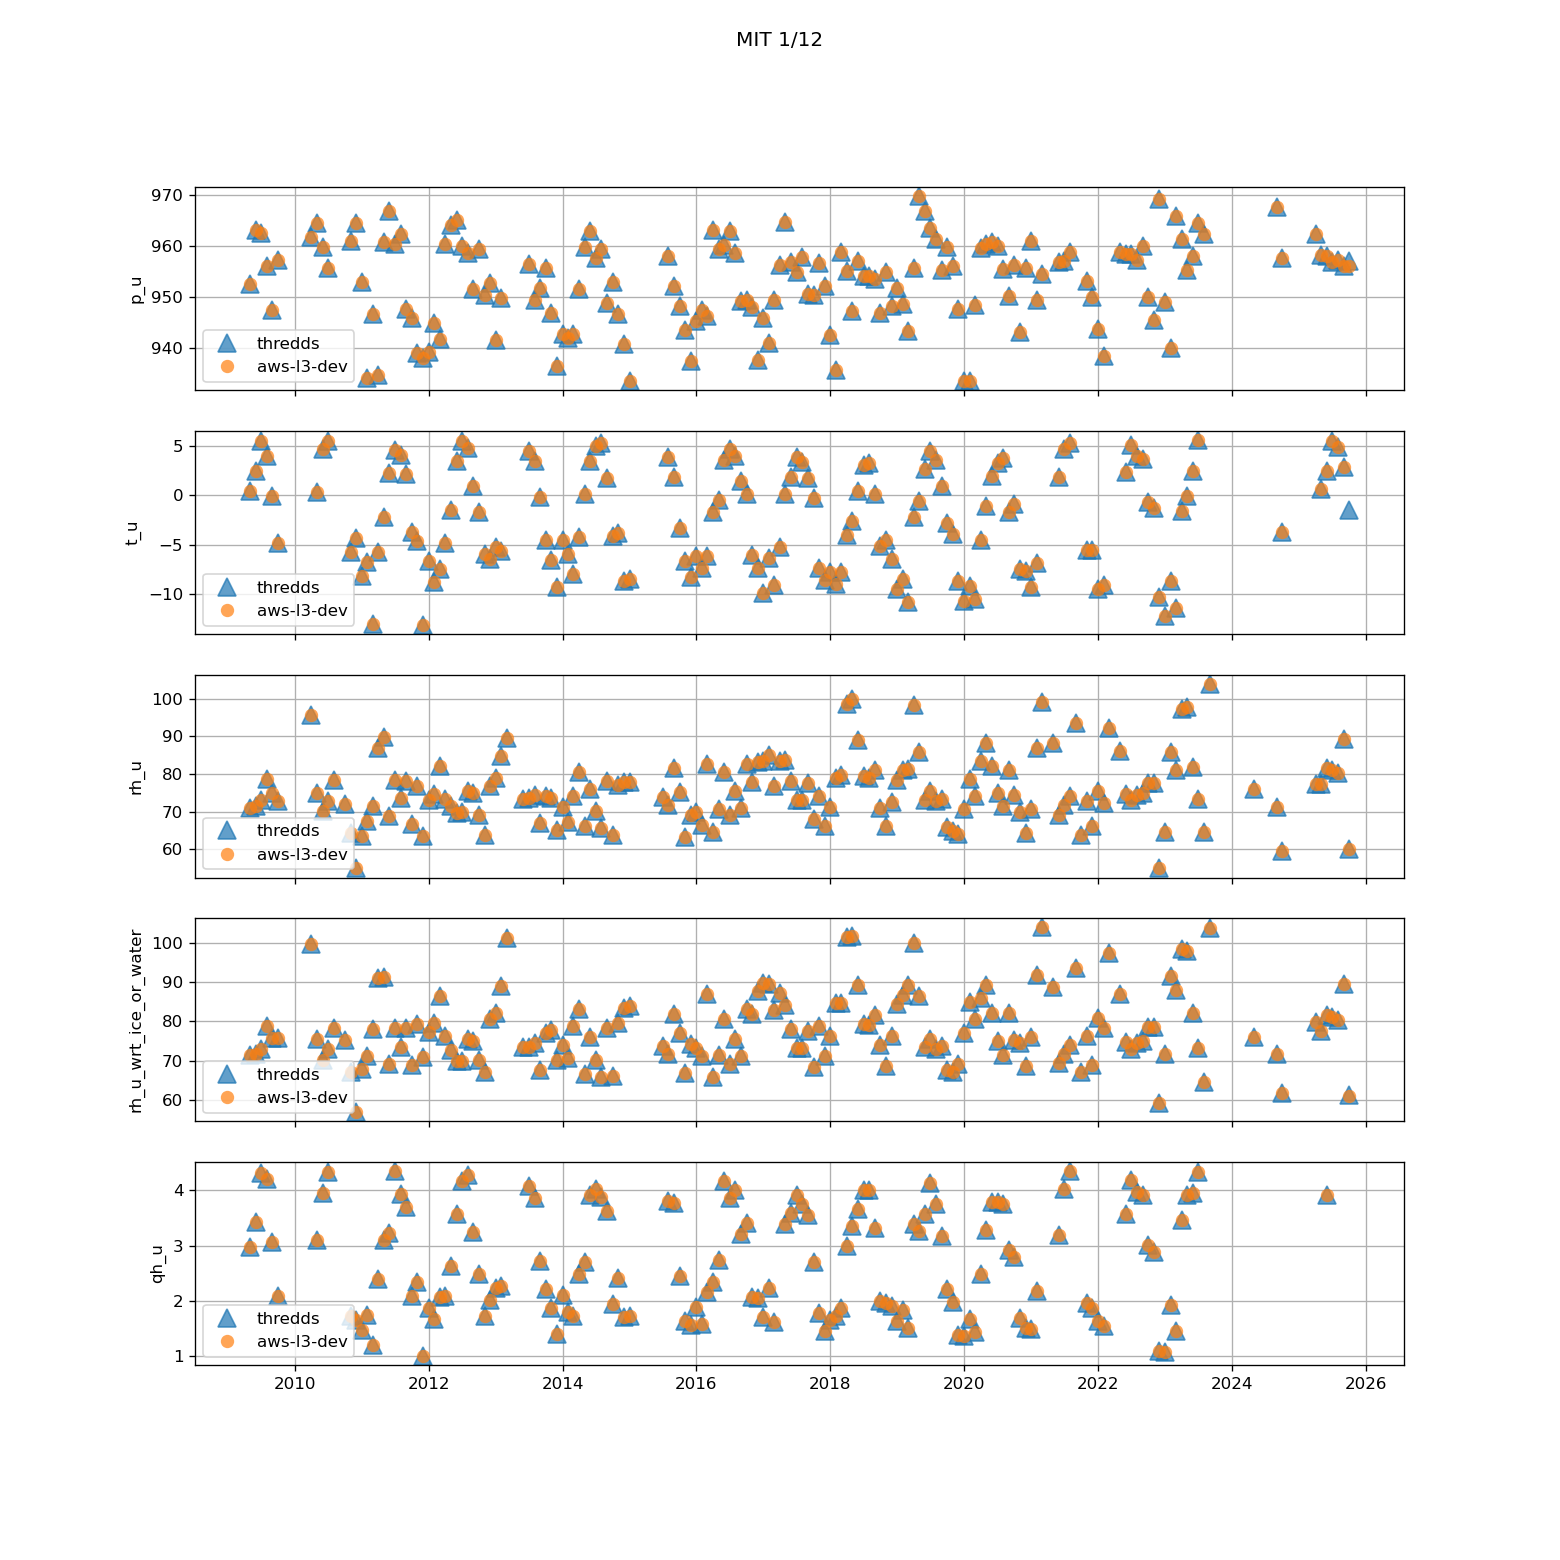 MIT 1/12
970
960
950
940
p_u
thredds
aws-l3-dev
5
0
−5
−10
t_u
thredds
aws-l3-dev
100
90
80
70
60
rh_u
thredds
aws-l3-dev
100
90
80
70
60
rh_u_wrt_ice_or_water
thredds
aws-l3-dev
4
3
2
1
qh_u
thredds
aws-l3-dev
2010 2012 2014 2016 2018 2020 2022 2024 2026